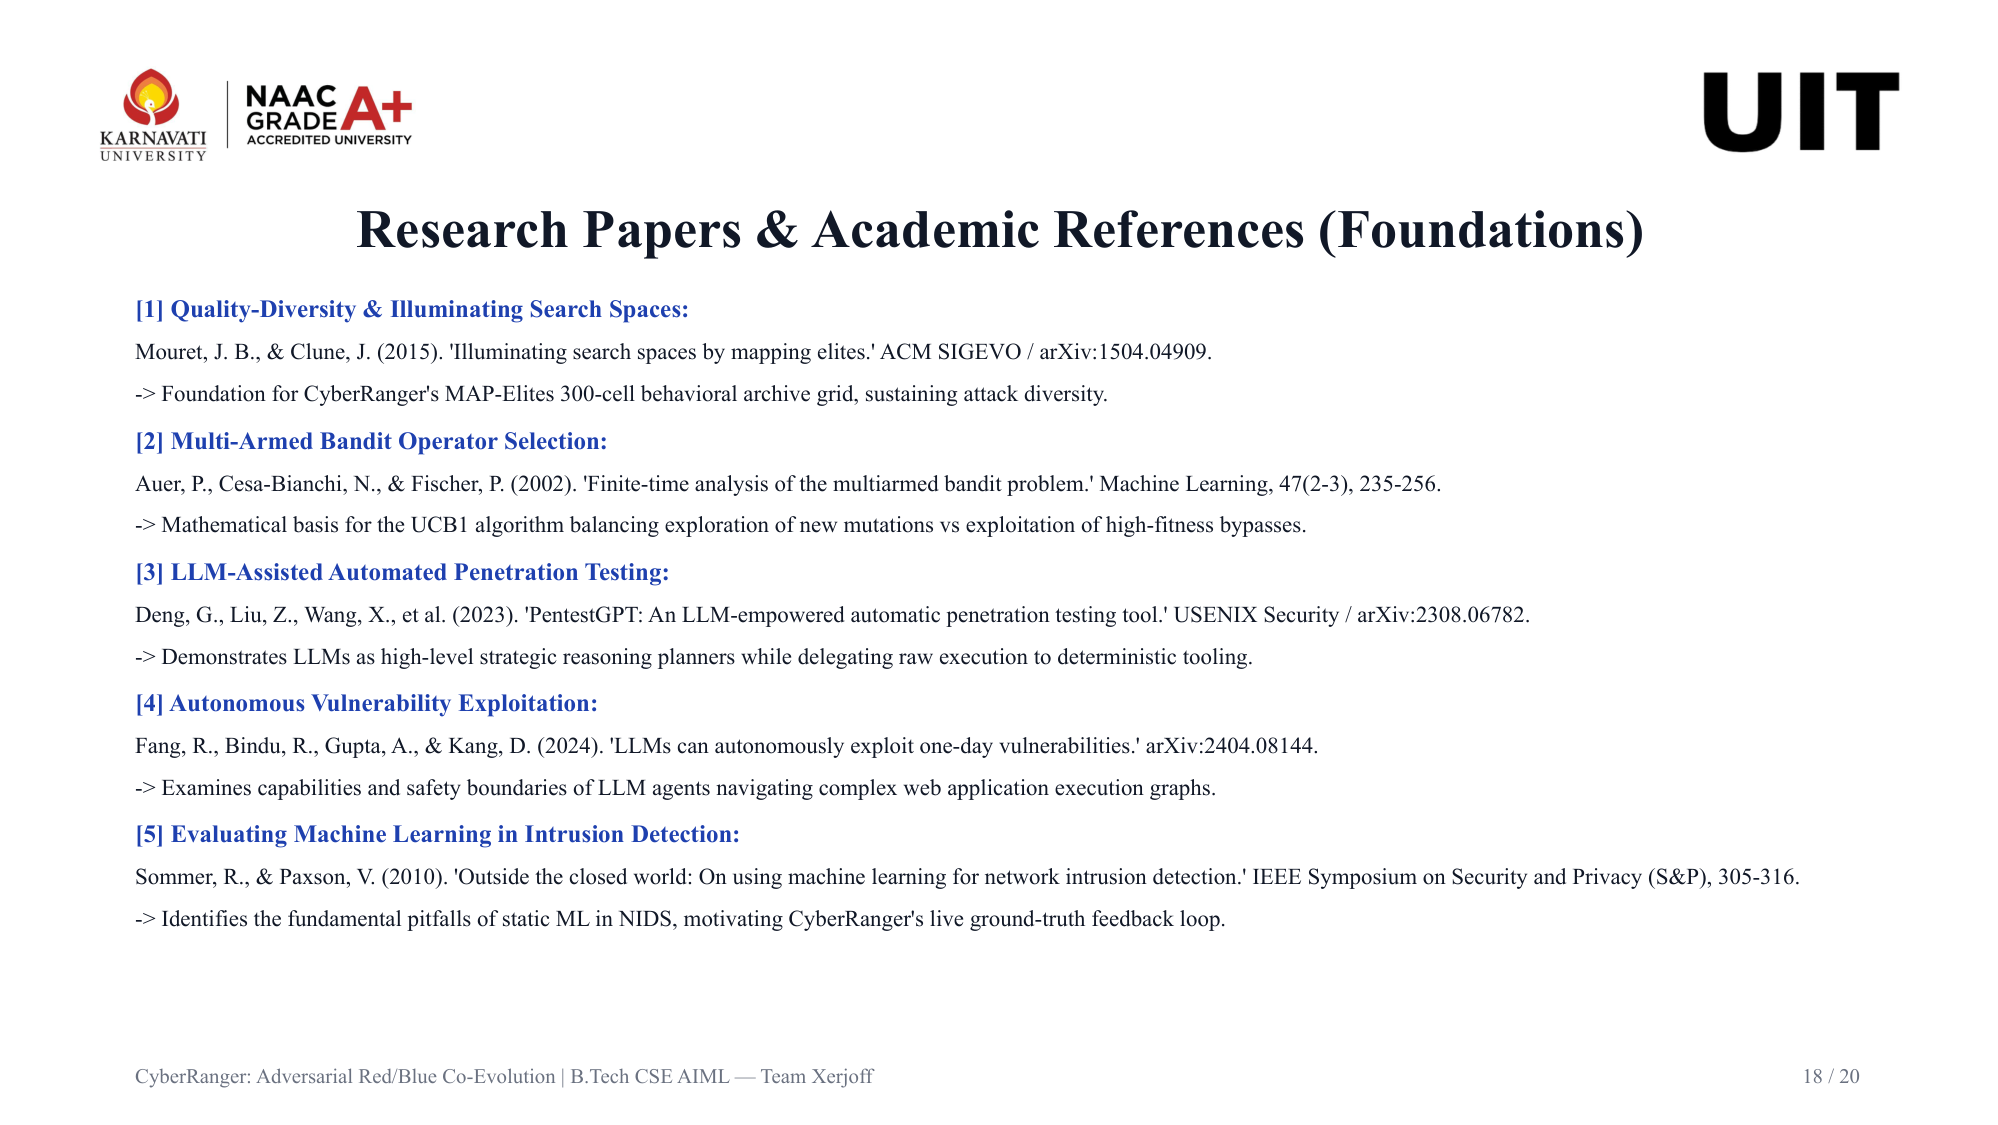 KARNAVATI
UNIVERSITY
NAAC
GRADE A+
ACCREDITED UNIVERSITY
UIT
Research Papers & Academic References (Foundations)
[1] Quality-Diversity & Illuminating Search Spaces:
Mouret, J. B., & Clune, J. (2015). 'Illuminating search spaces by mapping elites.' ACM SIGEVO / arXiv:1504.04909.
-> Foundation for CyberRanger's MAP-Elites 300-cell behavioral archive grid, sustaining attack diversity.
[2] Multi-Armed Bandit Operator Selection:
Auer, P., Cesa-Bianchi, N., & Fischer, P. (2002). 'Finite-time analysis of the multiarmed bandit problem.' Machine Learning, 47(2-3), 235-256.
-> Mathematical basis for the UCB1 algorithm balancing exploration of new mutations vs exploitation of high-fitness bypasses.
[3] LLM-Assisted Automated Penetration Testing:
Deng, G., Liu, Z., Wang, X., et al. (2023). 'PentestGPT: An LLM-empowered automatic penetration testing tool.' USENIX Security / arXiv:2308.06782.
-> Demonstrates LLMs as high-level strategic reasoning planners while delegating raw execution to deterministic tooling.
[4] Autonomous Vulnerability Exploitation:
Fang, R., Bindu, R., Gupta, A., & Kang, D. (2024). 'LLMs can autonomously exploit one-day vulnerabilities.' arXiv:2404.08144.
-> Examines capabilities and safety boundaries of LLM agents navigating complex web application execution graphs.
[5] Evaluating Machine Learning in Intrusion Detection:
Sommer, R., & Paxson, V. (2010). 'Outside the closed world: On using machine learning for network intrusion detection.' IEEE Symposium on Security and Privacy (S&P), 305-316.
-> Identifies the fundamental pitfalls of static ML in NIDS, motivating CyberRanger's live ground-truth feedback loop.
CyberRanger: Adversarial Red/Blue Co-Evolution | B.Tech CSE AIML — Team Xerjoff
18 / 20